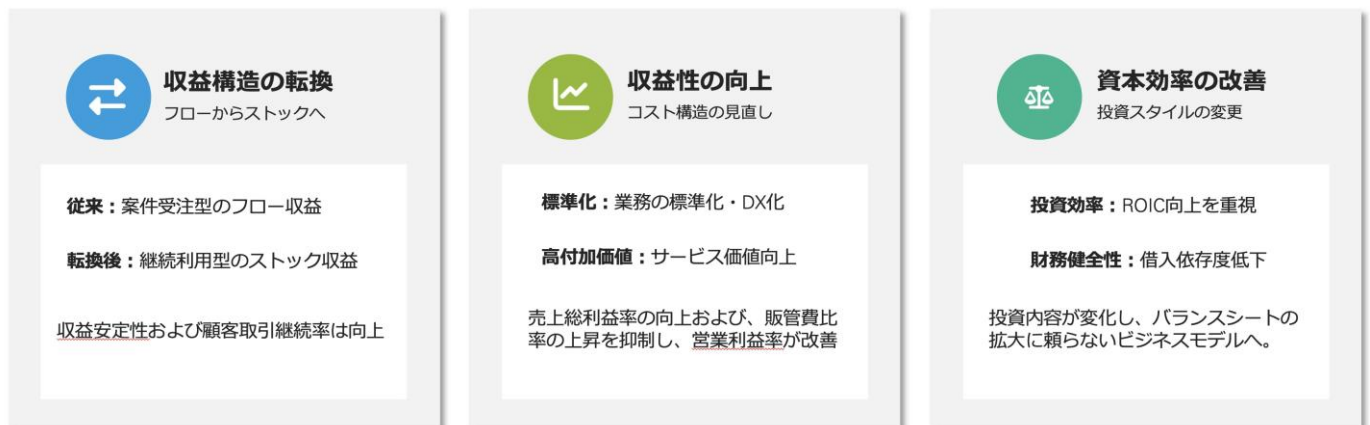 収益構造の転換
フローからストックへ
従来：案件受注型のフロー収益
転換後：継続利用型のストック収益
収益安定性および顧客取引継続率は向上
収益性の向上
コスト構造の見直し
標準化：業務の標準化・DX化
高付加価値：サービス価値向上
売上総利益率の向上および、販管費比
率の上昇を抑制し、営業利益率が改善
資本効率の改善
投資スタイルの変更
投資効率：ROIC向上を重視
財務健全性：借入依存度低下
投資内容が変化し、バランスシートの
拡大に頼らないビジネスモデルへ。